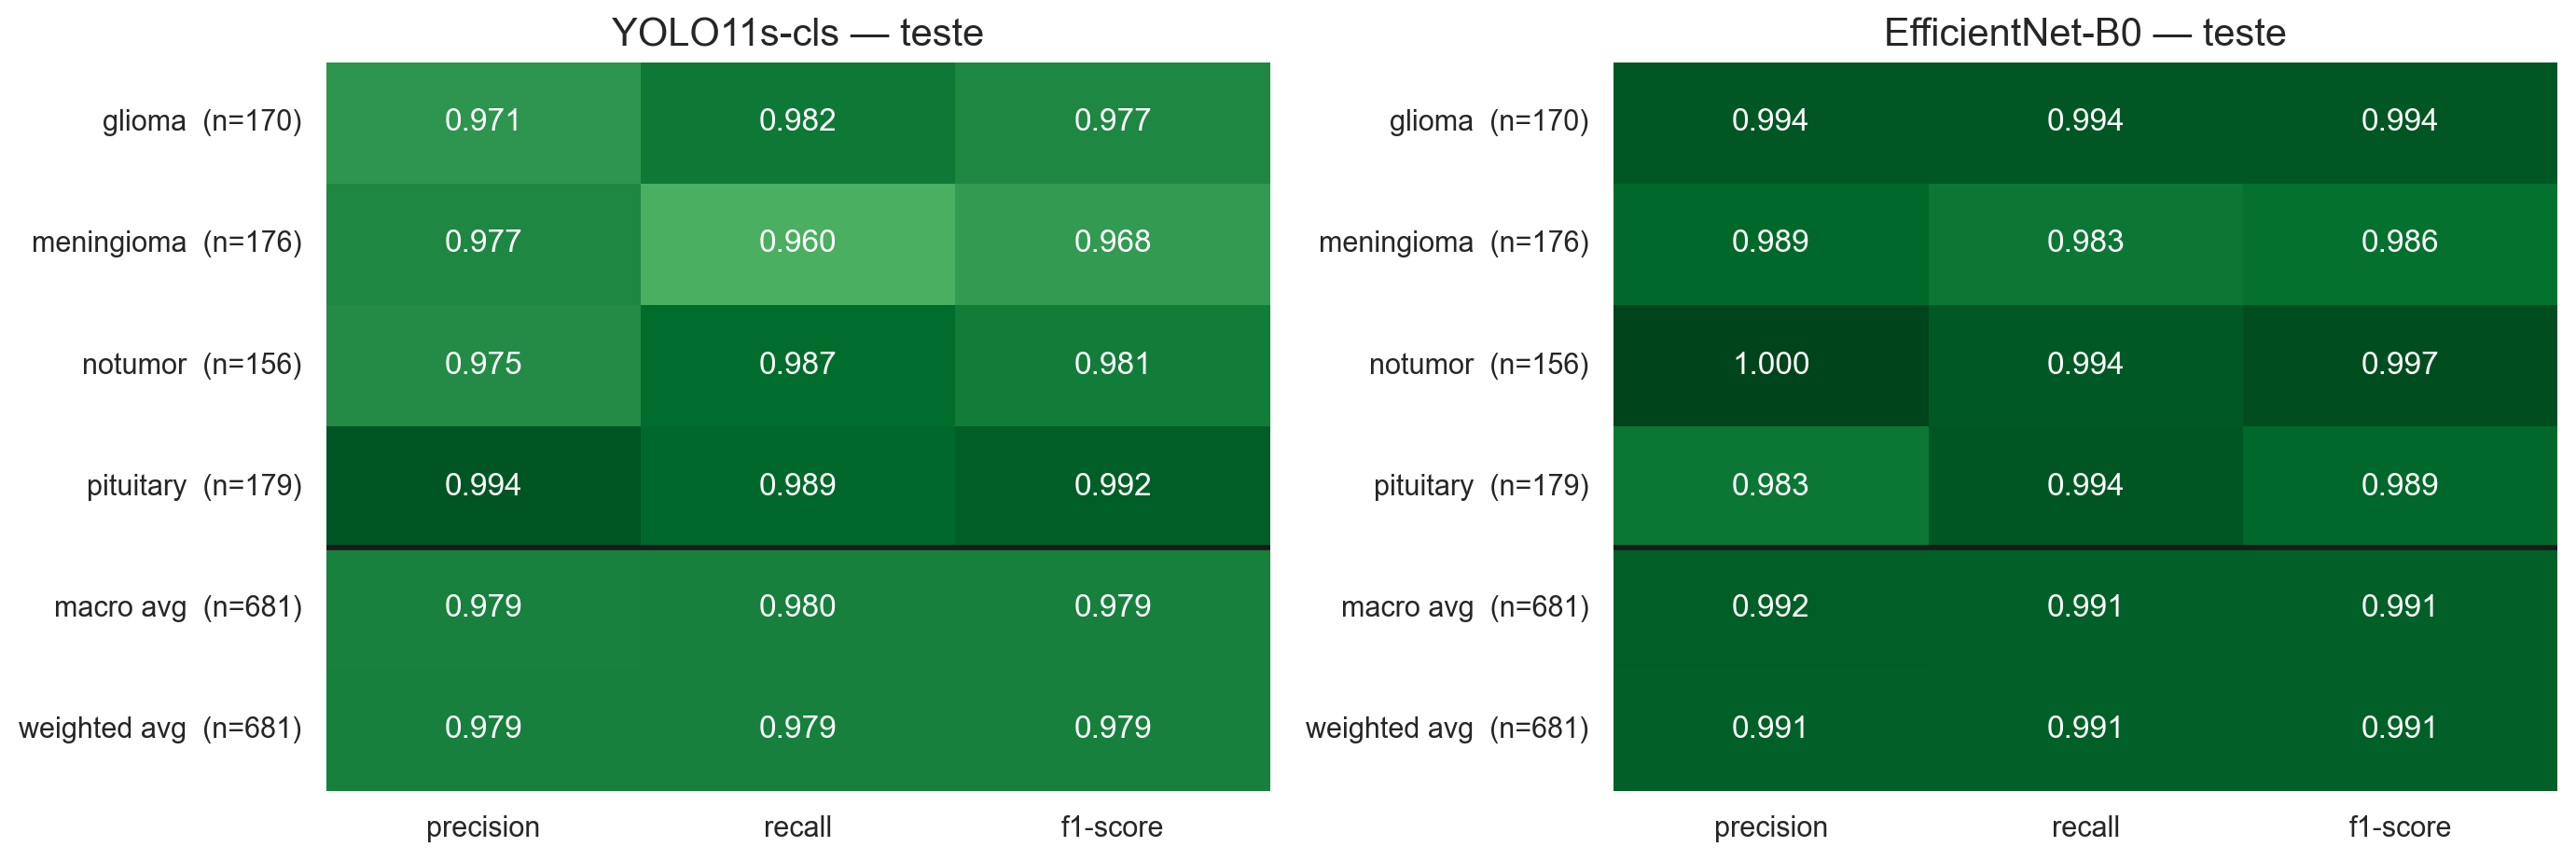 YOLO11s-cls — teste
glioma (n=170) 0.971 0.982 0.977
meningioma (n=176) 0.977 0.960 0.968
notumor (n=156) 0.975 0.987 0.981
pituitary (n=179) 0.994 0.989 0.992
macro avg (n=681) 0.979 0.980 0.979
weighted avg (n=681) 0.979 0.979 0.979
precision recall f1-score
EfficientNet-B0 — teste
glioma (n=170) 0.994 0.994 0.994
meningioma (n=176) 0.989 0.983 0.986
notumor (n=156) 1.000 0.994 0.997
pituitary (n=179) 0.983 0.994 0.989
macro avg (n=681) 0.992 0.991 0.991
weighted avg (n=681) 0.991 0.991 0.991
precision recall f1-score